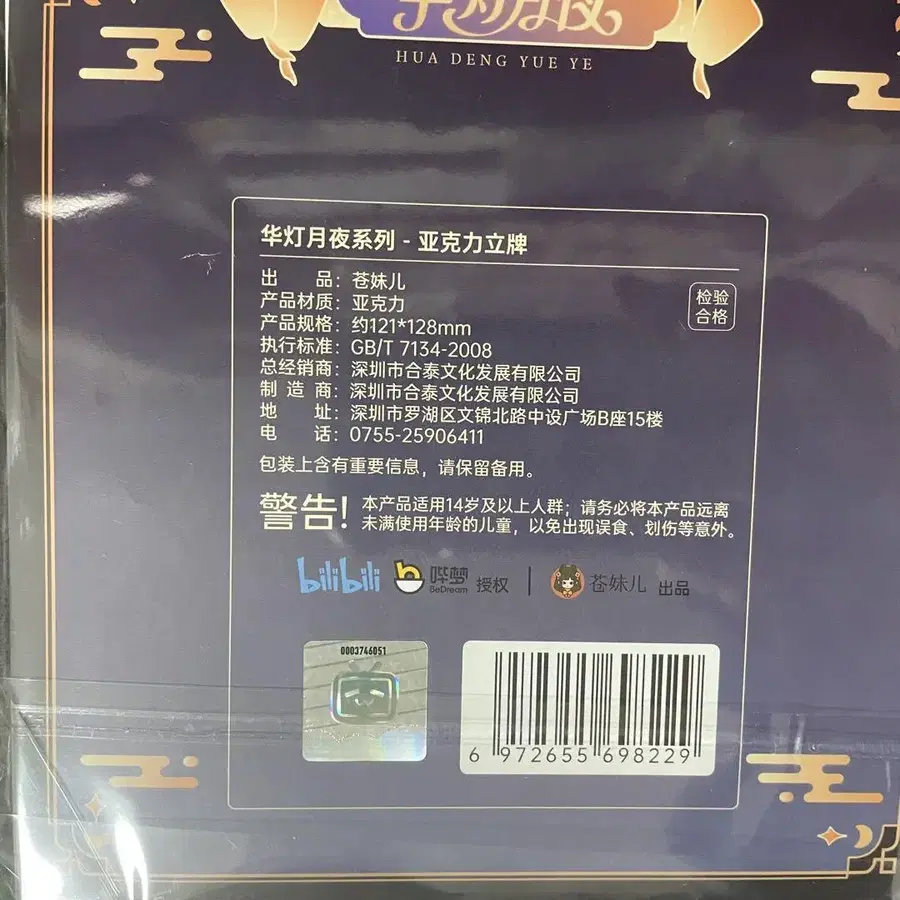 华灯月夜
HUA DENG YUE YE
华灯月夜系列 - 亚克力立牌
出 品：苍妹儿
产品材质：亚克力
产品规格：约121*128mm
执行标准：GB/T 7134-2008
总经销商：深圳市合泰文化发展有限公司
制 造 商：深圳市合泰文化发展有限公司
地 址：深圳市罗湖区文锦北路中设广场B座15楼
电 话：0755-25906411
检验
合格
包装上含有重要信息，请保留备用。
警告！
本产品适用14岁及以上人群；请务必将本产品远离
未满使用年龄的儿童，以免出现误食、划伤等意外。
bilibili 哔梦 BeDream 授权 | 苍妹儿 出品
0003746051
6 972655 698229